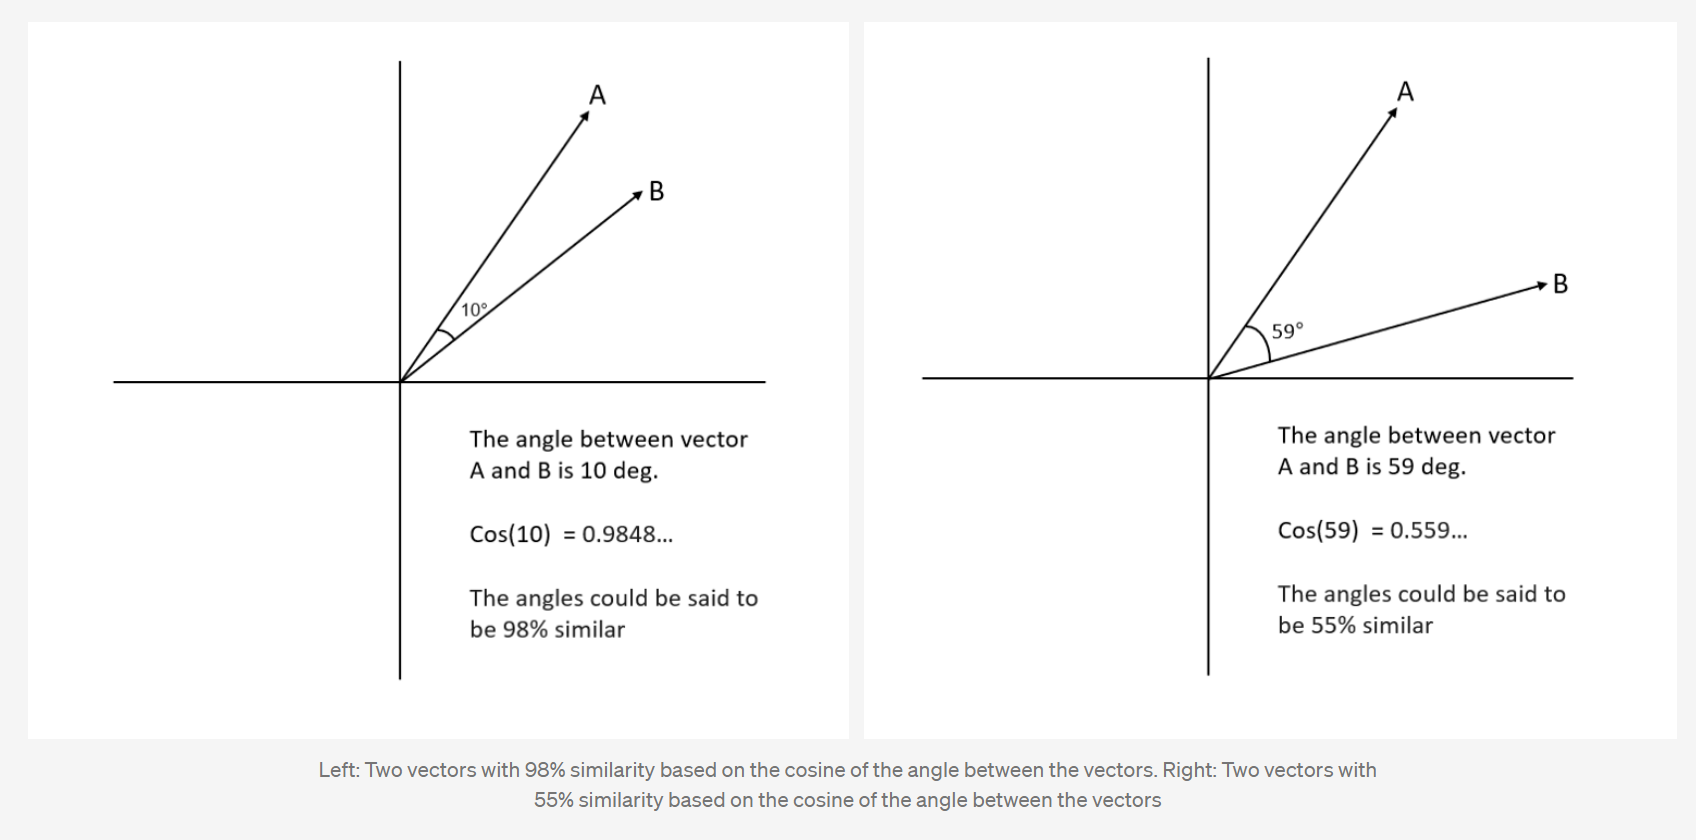 A
B
10°
The angle between vector
A and B is 10 deg.
Cos(10) = 0.9848...
The angles could be said to
be 98% similar
A
B
59°
The angle between vector
A and B is 59 deg.
Cos(59) = 0.559...
The angles could be said to
be 55% similar
Left: Two vectors with 98% similarity based on the cosine of the angle between the vectors. Right: Two vectors with
55% similarity based on the cosine of the angle between the vectors